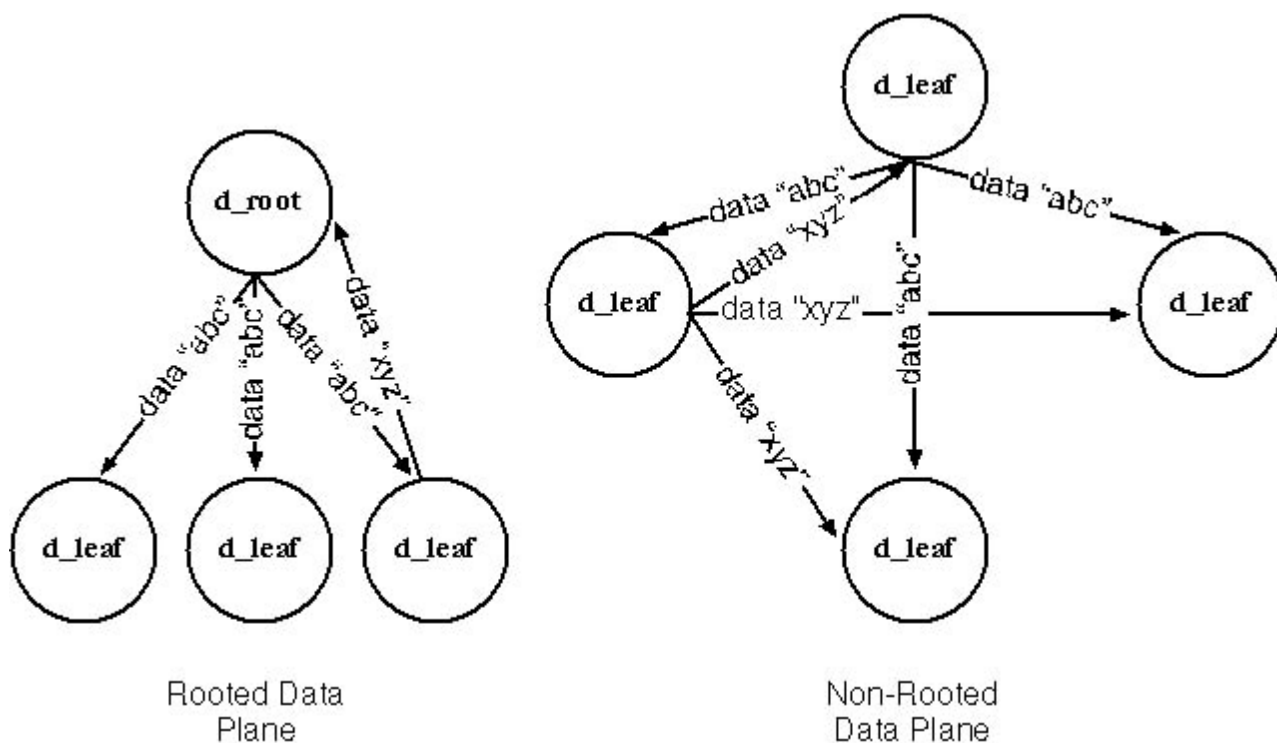 d_root
data “abc”
data “abc”
data “abc”
data “xyz”
d_leaf
d_leaf
d_leaf
Rooted Data
Plane
d_leaf
data “abc”
data “xyz”
data “abc”
data “abc”
d_leaf
data “xyz”
d_leaf
data “xyz”
d_leaf
Non-Rooted
Data Plane